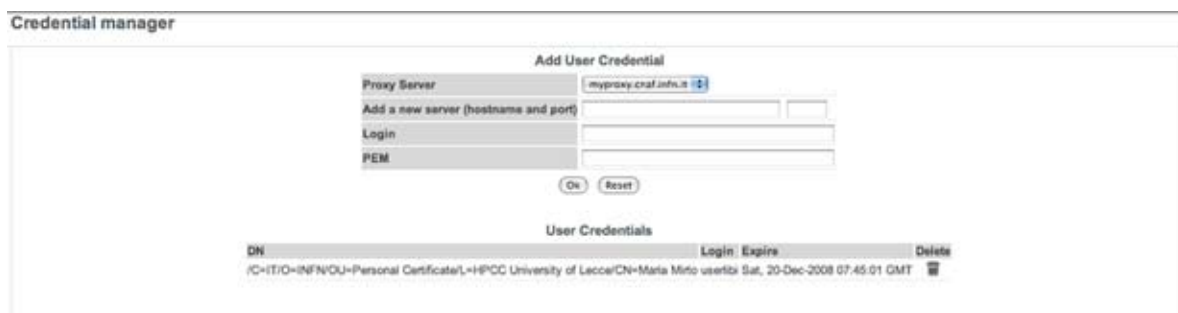 Credential manager
Add User Credential
Proxy Server myproxy.cnaf.infn.it
Add a new server (hostname and port)
Login
PEM
Ok Reset
User Credentials
DN Login Expire Delete
/C=IT/O=INFN/OU=Personal Certificate/L=HPCC University of Lecce/CN=Maria Mirto userlibi Sat, 20-Dec-2008 07:45:01 GMT